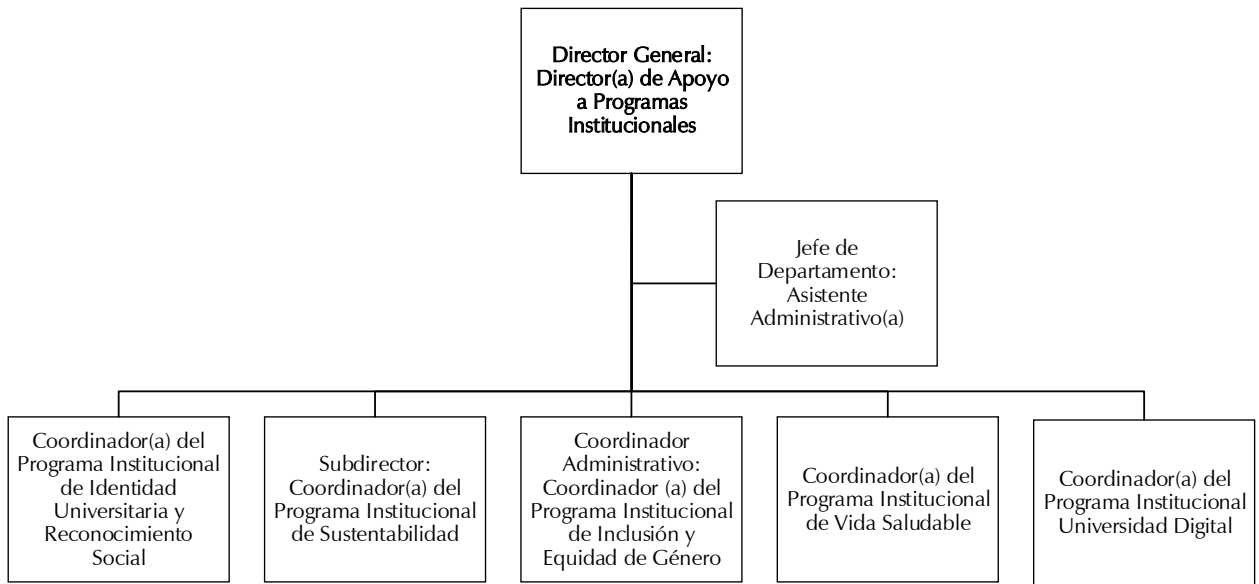 Director General:
Director(a) de Apoyo
a Programas
Institucionales
Jefe de
Departamento:
Asistente
Administrativo(a)
Coordinador(a) del
Programa Institucional
de Identidad
Universitaria y
Reconocimiento
Social
Subdirector:
Coordinador(a) del
Programa Institucional
de Sustentabilidad
Coordinador
Administrativo:
Coordinador (a) del
Programa Institucional
de Inclusión y
Equidad de Género
Coordinador(a) del
Programa Institucional
de Vida Saludable
Coordinador(a) del
Programa Institucional
Universidad Digital